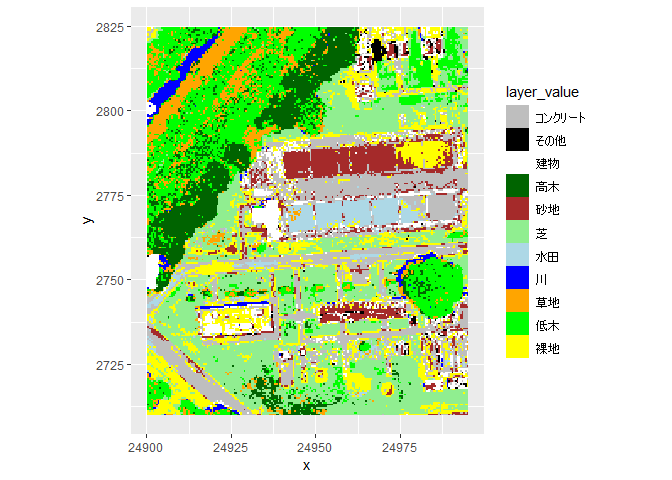 2825
2800
2775
2750
2725
y
24900
24925
24950
24975
x
layer_value
コンクリート
その他
建物
高木
砂地
芝
水田
川
草地
低木
裸地